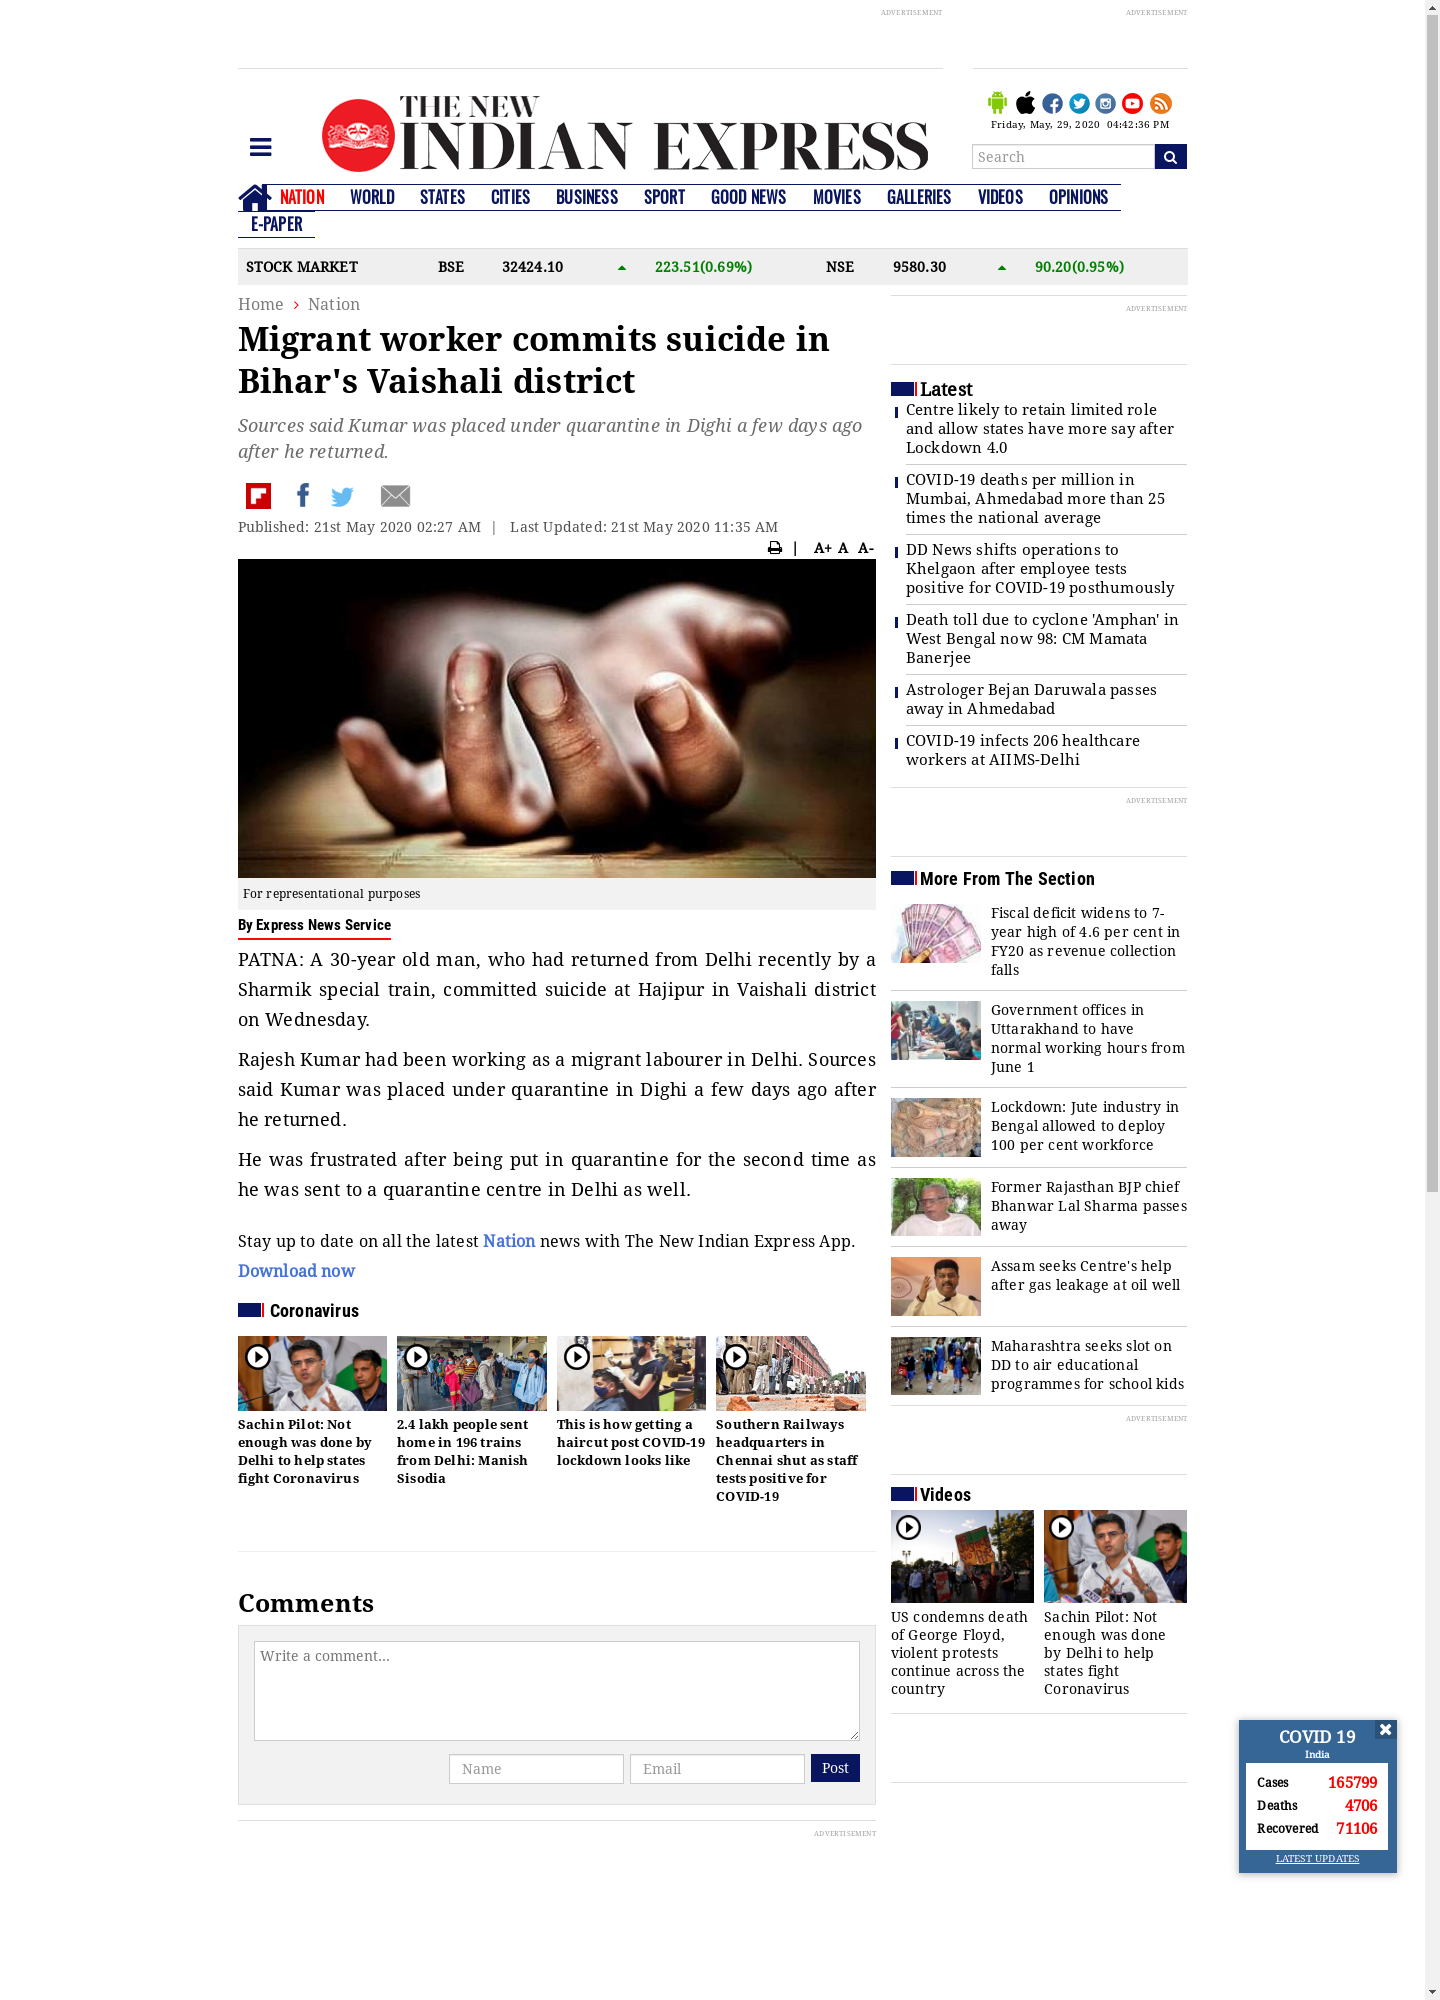 ADVERTISEMENT
ADVERTISEMENT
THE NEW
INDIAN EXPRESS
Friday, May, 29, 2020 04:42:36 PM
Search
NATION WORLD STATES CITIES BUSINESS SPORT GOOD NEWS MOVIES GALLERIES VIDEOS OPINIONS
E-PAPER
STOCK MARKET BSE 32424.10 223.51(0.69%) NSE 9580.30 90.20(0.95%)
Home Nation
Migrant worker commits suicide in
Bihar's Vaishali district
Sources said Kumar was placed under quarantine in Dighi a few days ago
after he returned.
Published: 21st May 2020 02:27 AM | Last Updated: 21st May 2020 11:35 AM
| A+ A A-
For representational purposes
By Express News Service
PATNA: A 30-year old man, who had returned from Delhi recently by a
Sharmik special train, committed suicide at Hajipur in Vaishali district
on Wednesday.
Rajesh Kumar had been working as a migrant labourer in Delhi. Sources
said Kumar was placed under quarantine in Dighi a few days ago after
he returned.
He was frustrated after being put in quarantine for the second time as
he was sent to a quarantine centre in Delhi as well.
Stay up to date on all the latest Nation news with The New Indian Express App.
Download now
Coronavirus
Sachin Pilot: Not
enough was done by
Delhi to help states
fight Coronavirus
2.4 lakh people sent
home in 196 trains
from Delhi: Manish
Sisodia
This is how getting a
haircut post COVID-19
lockdown looks like
Southern Railways
headquarters in
Chennai shut as staff
tests positive for
COVID-19
Comments
Write a comment...
Name
Email
Post
ADVERTISEMENT
ADVERTISEMENT
Latest
Centre likely to retain limited role
and allow states have more say after
Lockdown 4.0
COVID-19 deaths per million in
Mumbai, Ahmedabad more than 25
times the national average
DD News shifts operations to
Khelgaon after employee tests
positive for COVID-19 posthumously
Death toll due to cyclone 'Amphan' in
West Bengal now 98: CM Mamata
Banerjee
Astrologer Bejan Daruwala passes
away in Ahmedabad
COVID-19 infects 206 healthcare
workers at AIIMS-Delhi
ADVERTISEMENT
More From The Section
Fiscal deficit widens to 7-
year high of 4.6 per cent in
FY20 as revenue collection
falls
Government offices in
Uttarakhand to have
normal working hours from
June 1
Lockdown: Jute industry in
Bengal allowed to deploy
100 per cent workforce
Former Rajasthan BJP chief
Bhanwar Lal Sharma passes
away
Assam seeks Centre's help
after gas leakage at oil well
Maharashtra seeks slot on
DD to air educational
programmes for school kids
ADVERTISEMENT
Videos
US condemns death
of George Floyd,
violent protests
continue across the
country
Sachin Pilot: Not
enough was done
by Delhi to help
states fight
Coronavirus
COVID 19
India
Cases 165799
Deaths 4706
Recovered 71106
LATEST UPDATES